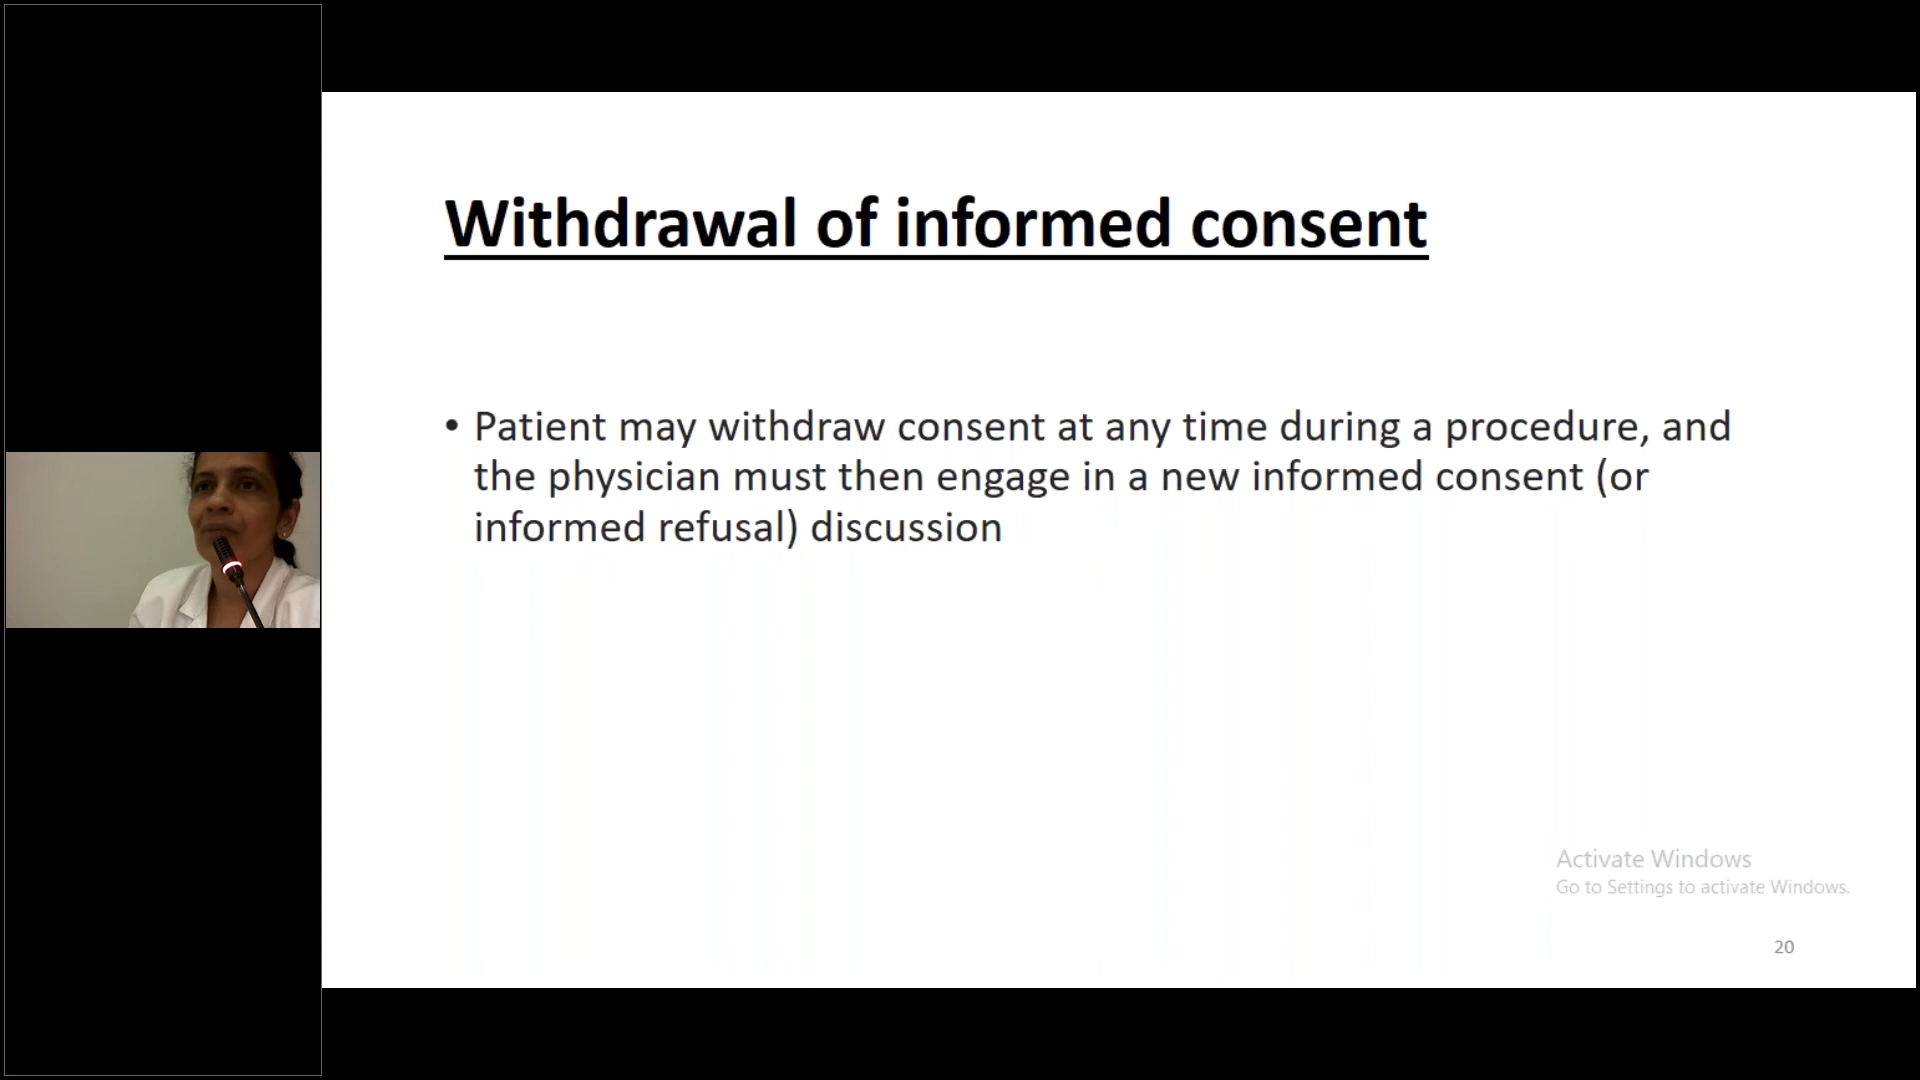 Withdrawal of informed consent
• Patient may withdraw consent at any time during a procedure, and
the physician must then engage in a new informed consent (or
informed refusal) discussion
Activate Windows
Go to Settings to activate Windows.
20